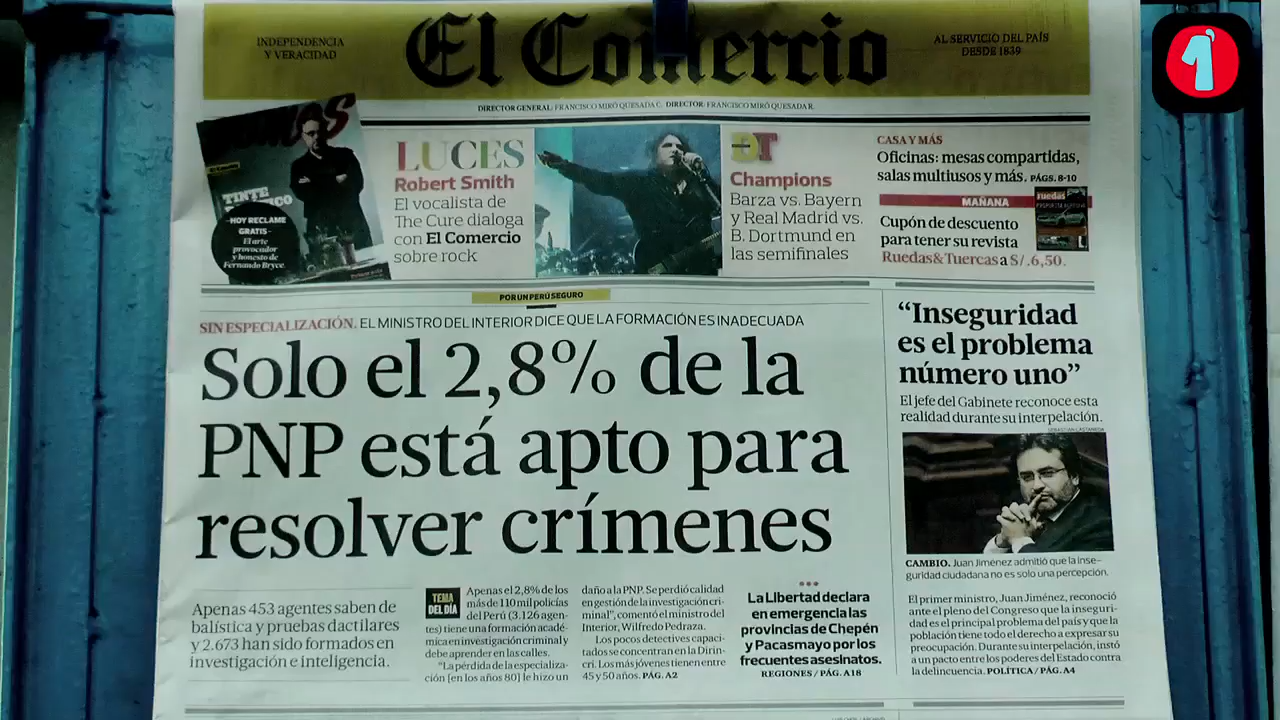 INDEPENDENCIA
Y VERACIDAD
El Comercio
AL SERVICIO DEL PAÍS
DESDE 1839
DIRECTOR GENERAL: FRANCISCO MIRÓ QUESADA C. DIRECTOR: FRANCISCO MIRÓ QUESADA R.
TINTE
HOY RECLAME
GRATIS
El arte
provocador
y honesto de
Fernando Bryce.
LUCES
Robert Smith
El vocalista de
The Cure dialoga
con El Comercio
sobre rock
DT
Champions
Barza vs. Bayern
y Real Madrid vs.
B. Dortmund en
las semifinales
CASA Y MÁS
Oficinas: mesas compartidas,
salas multiusos y más. PÁGS. 8-10
MAÑANA
Cupón de descuento
para tener su revista
Ruedas&Tuercas a S/.6,50.
ruedas
POR UN PERÚ SEGURO
SIN ESPECIALIZACIÓN. EL MINISTRO DEL INTERIOR DICE QUE LA FORMACIÓN ES INADECUADA
Solo el 2,8% de la
PNP está apto para
resolver crímenes
Apenas 453 agentes saben de
balística y pruebas dactilares
y 2.673 han sido formados en
investigación e inteligencia.
TEMA
DEL DÍA
Apenas el 2,8% de los
más de 110 mil policías
del Perú (3.126 agen-
tes) tiene una formación acadé-
mica en investigación criminal y
debe aprender en las calles.
"La pérdida de la especializa-
ción [en los años 80] le hizo un
daño a la PNP. Se perdió calidad
en gestión de la investigación cri-
minal", comentó el ministro del
Interior, Wilfredo Pedraza.
Los pocos detectives capaci-
tados se concentran en la Dirin-
cri. Los más jóvenes tienen entre
45 y 50 años. PÁG. A2
La Libertad declara
en emergencia las
provincias de Chepén
y Pacasmayo por los
frecuentes asesinatos.
REGIONES / PÁG. A18
“Inseguridad
es el problema
número uno”
El jefe del Gabinete reconoce esta
realidad durante su interpelación.
SEBASTIÁN CASTAÑEDA
CAMBIO. Juan Jiménez admitió que la inse-
guridad ciudadana no es solo una percepción.
El primer ministro, Juan Jiménez, reconoció
ante el pleno del Congreso que la inseguri-
dad es el principal problema del país y que la
población tiene todo el derecho a expresar su
preocupación. Durante su interpelación, instó
a un pacto entre los poderes del Estado contra
la delincuencia. POLÍTICA / PÁG. A4
1